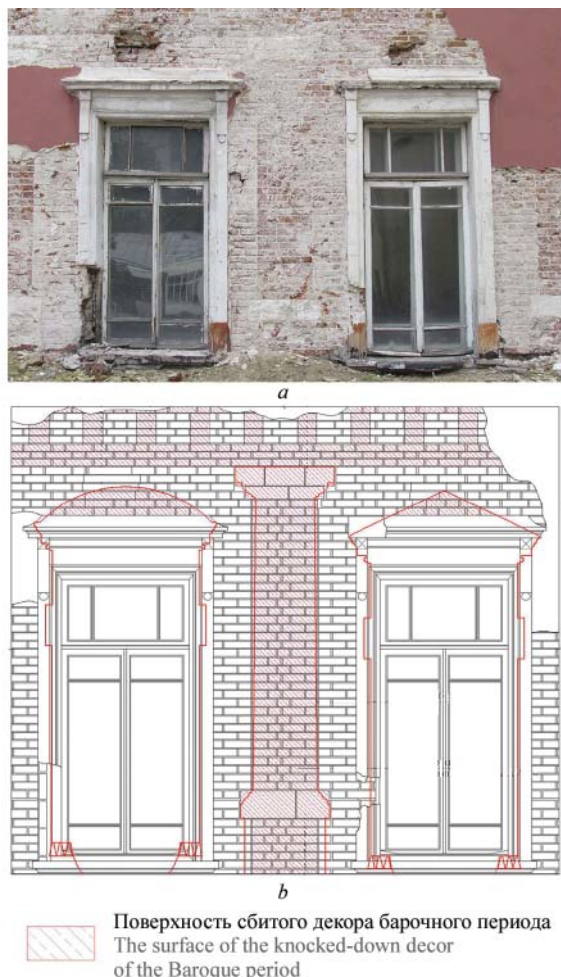 a
b
Поверхность сбитого декора барочного периода
The surface of the knocked-down decor
of the Baroque period